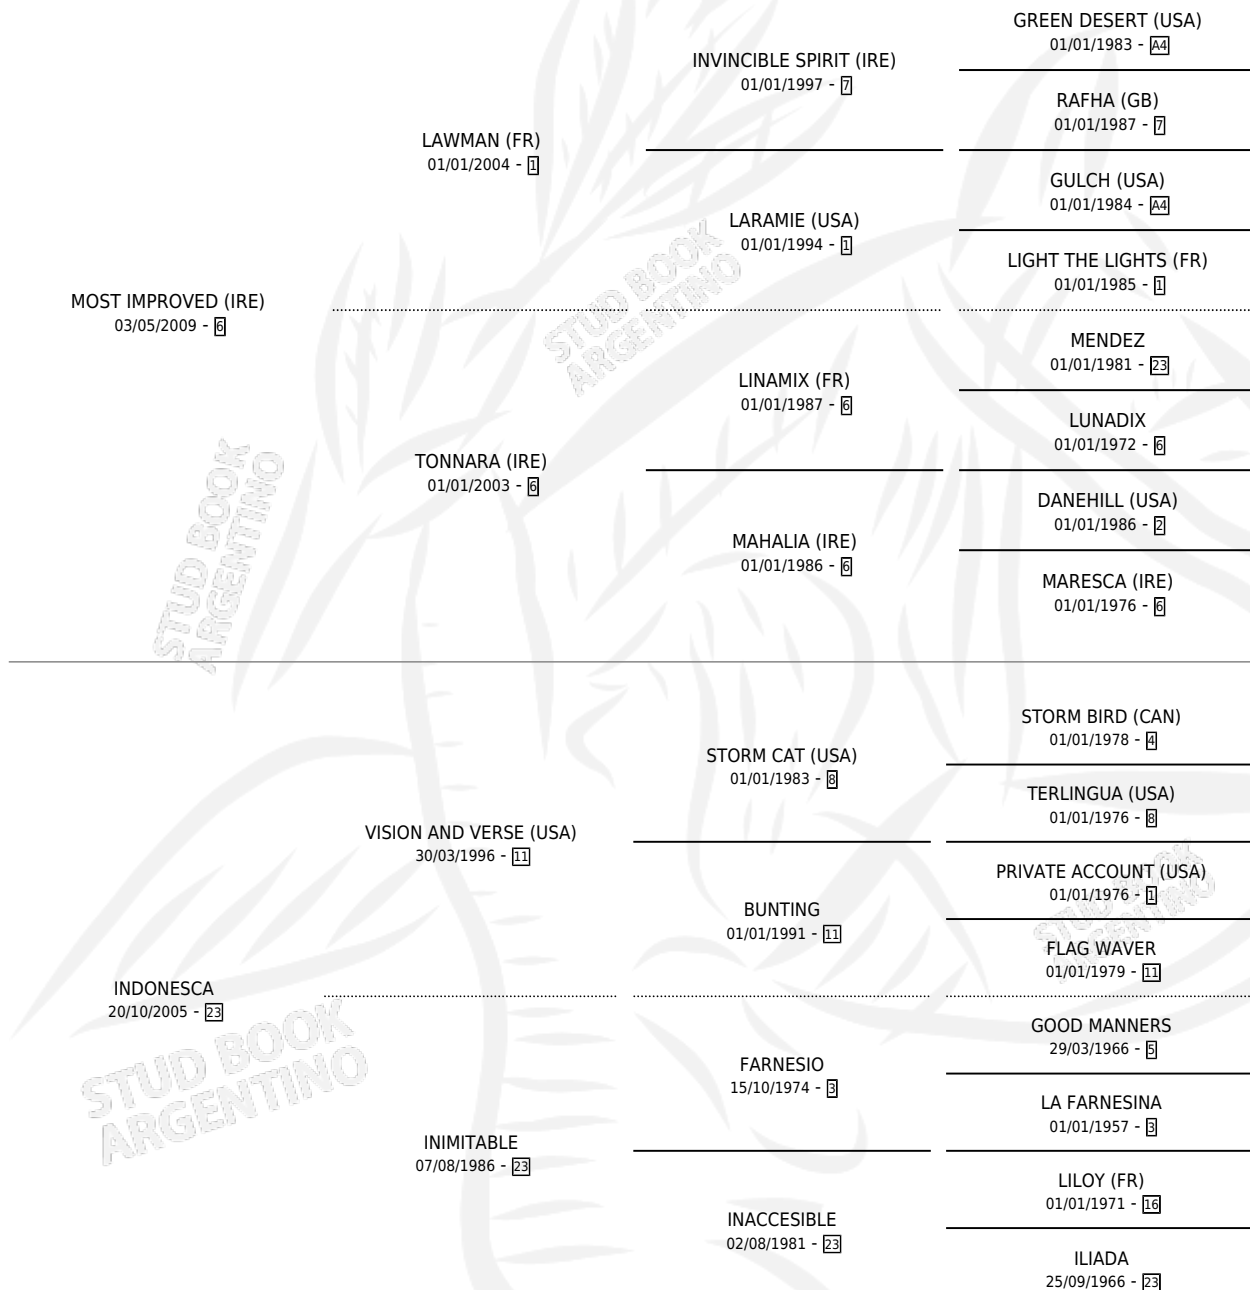 GREEN DESERT (USA)
01/01/1983 - A4
INVINCIBLE SPIRIT (IRE)
01/01/1997 - 7
RAFHA (GB)
01/01/1987 - 7
LAWMAN (FR)
01/01/2004 - 1
GULCH (USA)
01/01/1984 - A4
LARAMIE (USA)
01/01/1994 - 1
LIGHT THE LIGHTS (FR)
01/01/1985 - 1
MOST IMPROVED (IRE)
03/05/2009 - 6
MENDEZ
01/01/1981 - 23
LINAMIX (FR)
01/01/1987 - 6
LUNADIX
01/01/1972 - 6
TONNARA (IRE)
01/01/2003 - 6
DANEHILL (USA)
01/01/1986 - 2
MAHALIA (IRE)
01/01/1986 - 6
MARESCA (IRE)
01/01/1976 - 6
STORM BIRD (CAN)
01/01/1978 - 4
STORM CAT (USA)
01/01/1983 - 8
TERLINGUA (USA)
01/01/1976 - 8
VISION AND VERSE (USA)
30/03/1996 - 11
PRIVATE ACCOUNT (USA)
01/01/1976 - 1
BUNTING
01/01/1991 - 11
FLAG WAVER
01/01/1979 - 11
INDONESCA
20/10/2005 - 23
GOOD MANNERS
29/03/1966 - 5
FARNESIO
15/10/1974 - 3
LA FARNESINA
01/01/1957 - 3
INIMITABLE
07/08/1986 - 23
LILOY (FR)
01/01/1971 - 16
INACCESIBLE
02/08/1981 - 23
ILIADA
25/09/1966 - 23
STUD BOOK
ARGENTINO
STUD BOOK
ARGENTINO
STUD BOOK
ARGENTINO
STUD BOOK
ARGENTINO